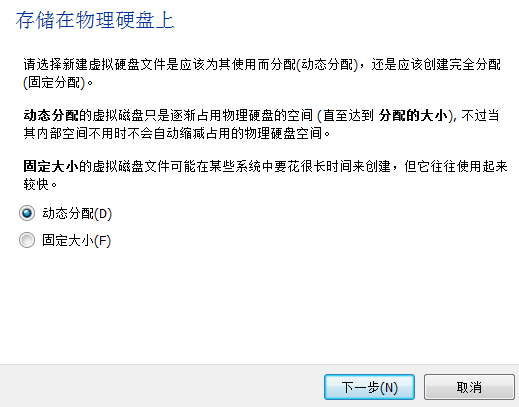 存储在物理硬盘上
请选择新建虚拟硬盘文件是应该为其使用而分配(动态分配)，还是应该创建完全分配
(固定分配)。
动态分配的虚拟磁盘只是逐渐占用物理硬盘的空间 (直至达到 分配的大小), 不过当
其内部空间不用时不会自动缩减占用的物理硬盘空间。
固定大小的虚拟磁盘文件可能在某些系统中要花很长时间来创建，但它往往使用起来
较快。
动态分配(D)
固定大小(F)
下一步(N)
取消